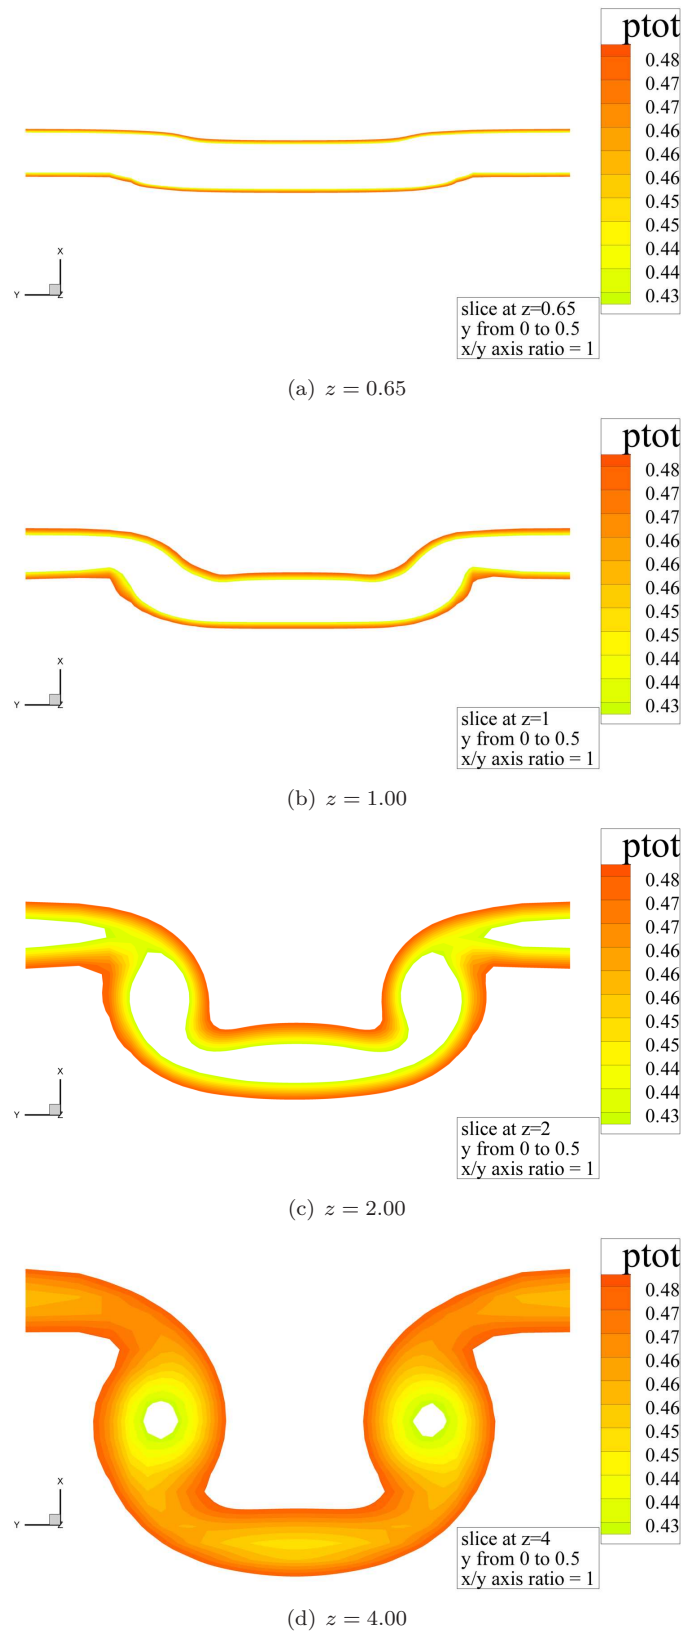 ptot
0.48
0.47
0.47
0.46
0.46
0.46
0.45
0.45
0.44
0.44
0.43
X
Y
Z
slice at z=0.65
y from 0 to 0.5
x/y axis ratio = 1
(a) z = 0.65
ptot
0.48
0.47
0.47
0.46
0.46
0.46
0.45
0.45
0.44
0.44
0.43
X
Y
Z
slice at z=1
y from 0 to 0.5
x/y axis ratio = 1
(b) z = 1.00
ptot
0.48
0.47
0.47
0.46
0.46
0.46
0.45
0.45
0.44
0.44
0.43
X
Y
Z
slice at z=2
y from 0 to 0.5
x/y axis ratio = 1
(c) z = 2.00
ptot
0.48
0.47
0.47
0.46
0.46
0.46
0.45
0.45
0.44
0.44
0.43
X
Y
Z
slice at z=4
y from 0 to 0.5
x/y axis ratio = 1
(d) z = 4.00